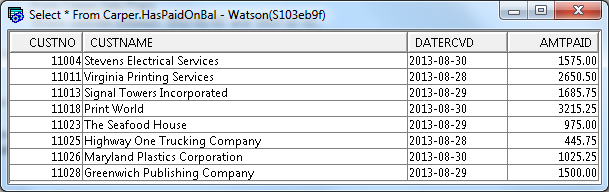 Select * From Carper.HasPaidOnBal - Watson(S103eb9f)
CUSTNO CUSTNAME DATERCVD AMTPAID
11004 Stevens Electrical Services 2013-08-30 1575.00
11011 Virginia Printing Services 2013-08-28 2650.50
11013 Signal Towers Incorporated 2013-08-29 1685.75
11018 Print World 2013-08-30 3215.25
11023 The Seafood House 2013-08-29 975.00
11025 Highway One Trucking Company 2013-08-28 445.75
11026 Maryland Plastics Corporation 2013-08-30 1025.25
11028 Greenwich Publishing Company 2013-08-29 1500.00